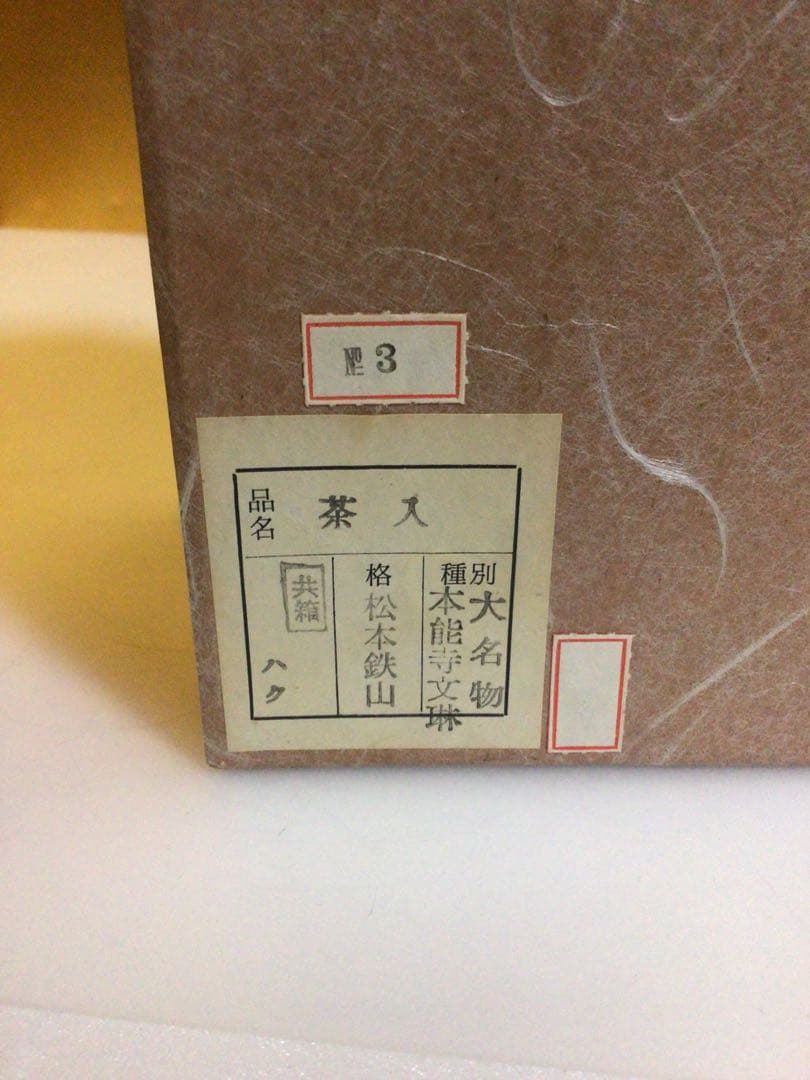 №3
品名 茶入
種別 大名物
本能寺文琳
格 松本鉄山
共箱
ハク